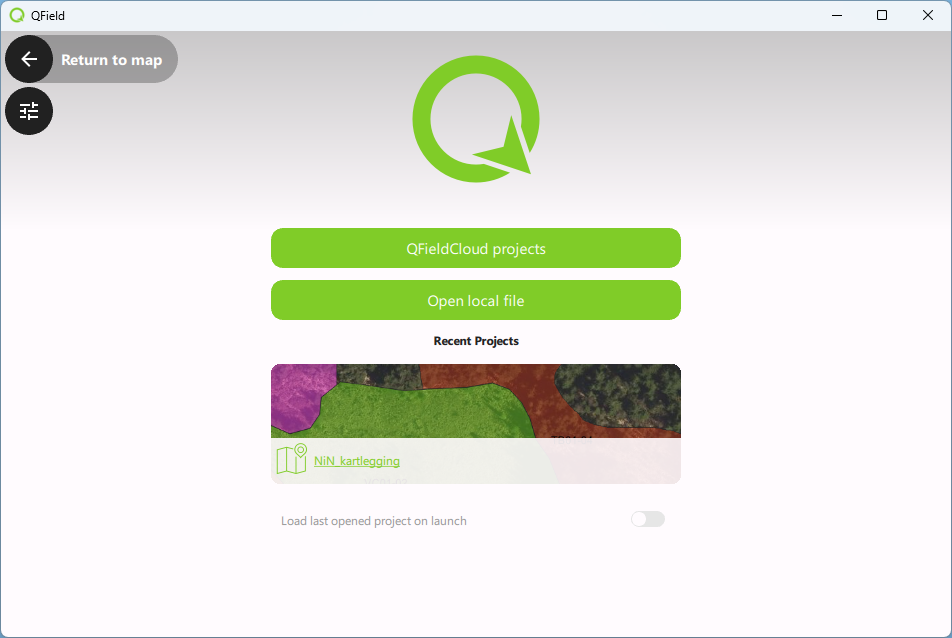 QField
Return to map
QFieldCloud projects
Open local file
Recent Projects
NiN_kartlegging
Load last opened project on launch